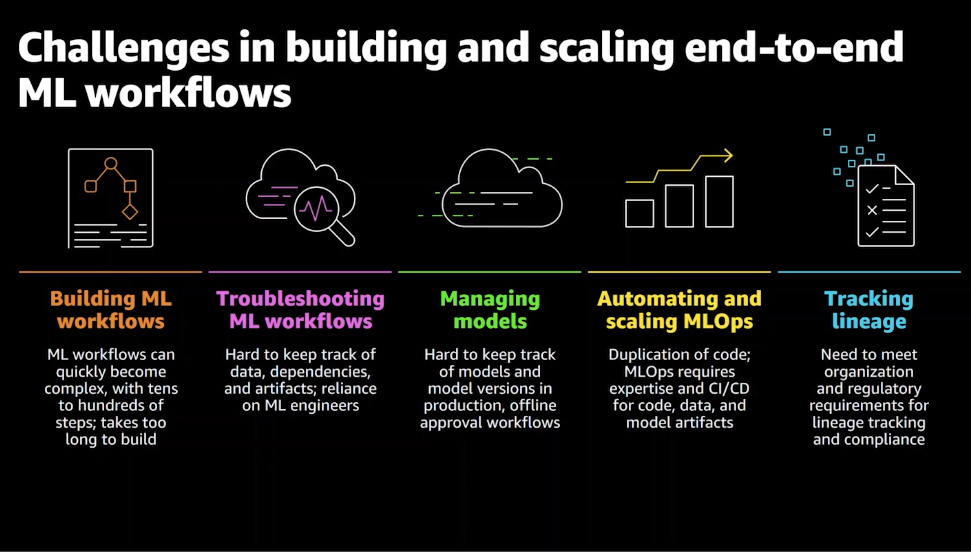 Challenges in building and scaling end-to-end
ML workflows
Building ML
workflows
ML workflows can
quickly become
complex, with tens
to hundreds of
steps; takes too
long to build
Troubleshooting
ML workflows
Hard to keep track of
data, dependencies,
and artifacts; reliance
on ML engineers
Managing
models
Hard to keep track
of models and
model versions in
production, offline
approval workflows
Automating and
scaling MLOps
Duplication of code;
MLOps requires
expertise and CI/CD
for code, data, and
model artifacts
Tracking
lineage
Need to meet
organization
and regulatory
requirements for
lineage tracking
and compliance